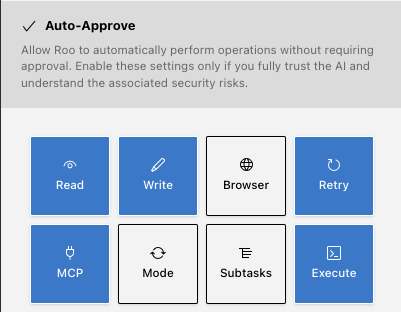 Auto-Approve
Allow Roo to automatically perform operations without requiring
approval. Enable these settings only if you fully trust the AI and
understand the associated security risks.
Read Write Browser Retry
MCP Mode Subtasks Execute